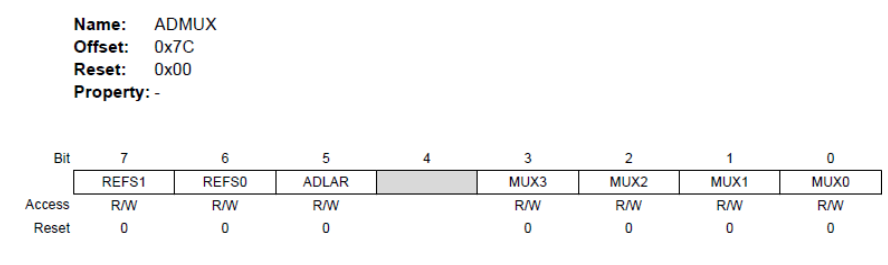 Name: ADMUX
Offset: 0x7C
Reset: 0x00
Property: -
Bit 7 6 5 4 3 2 1 0
REFS1 REFS0 ADLAR MUX3 MUX2 MUX1 MUX0
Access R/W R/W R/W R/W R/W R/W R/W
Reset 0 0 0 0 0 0 0